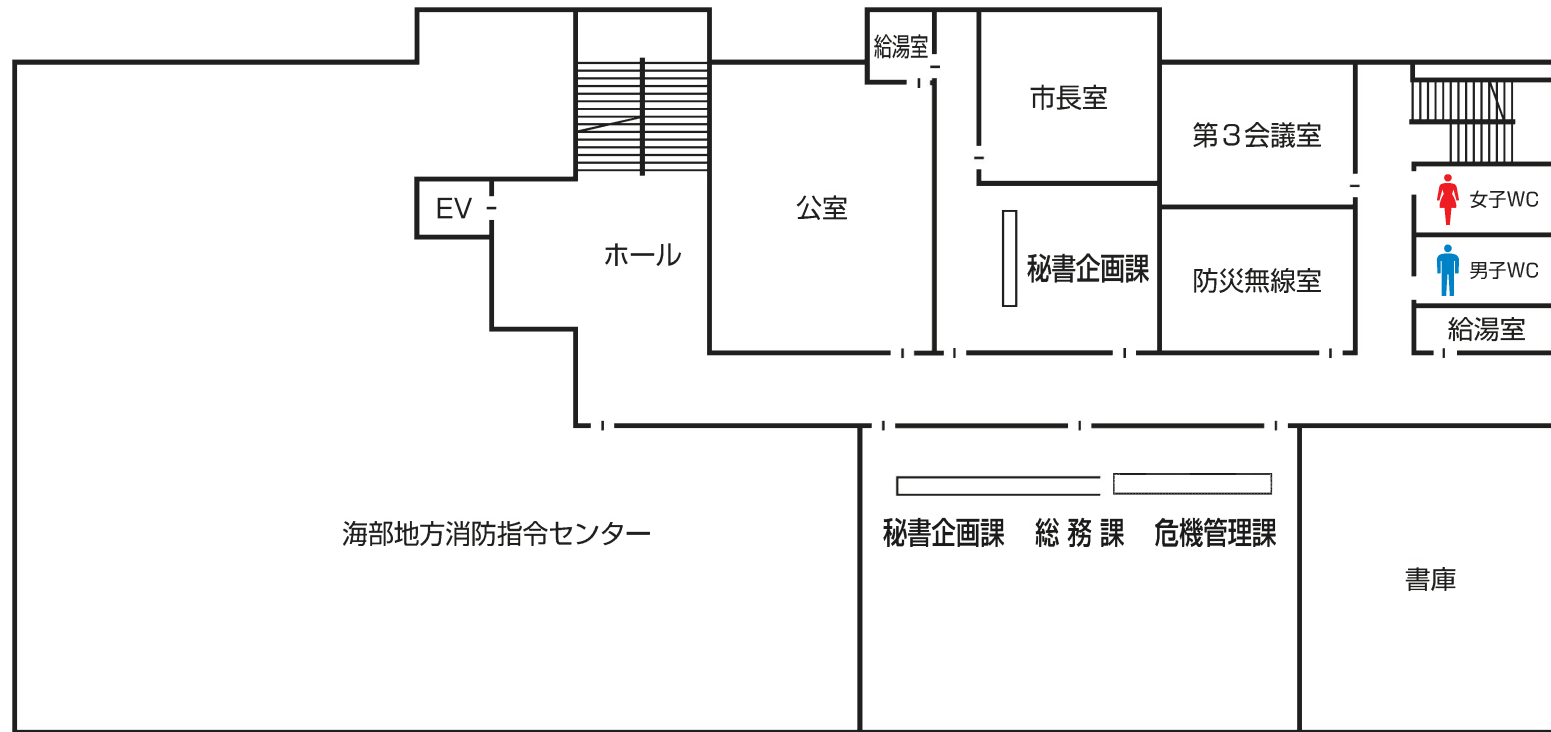 給湯室
市長室
第3会議室
女子WC
EV
公室
ホール
秘書企画課
防災無線室
男子WC
給湯室
海部地方消防指令センター
秘書企画課 総務課 危機管理課
書庫